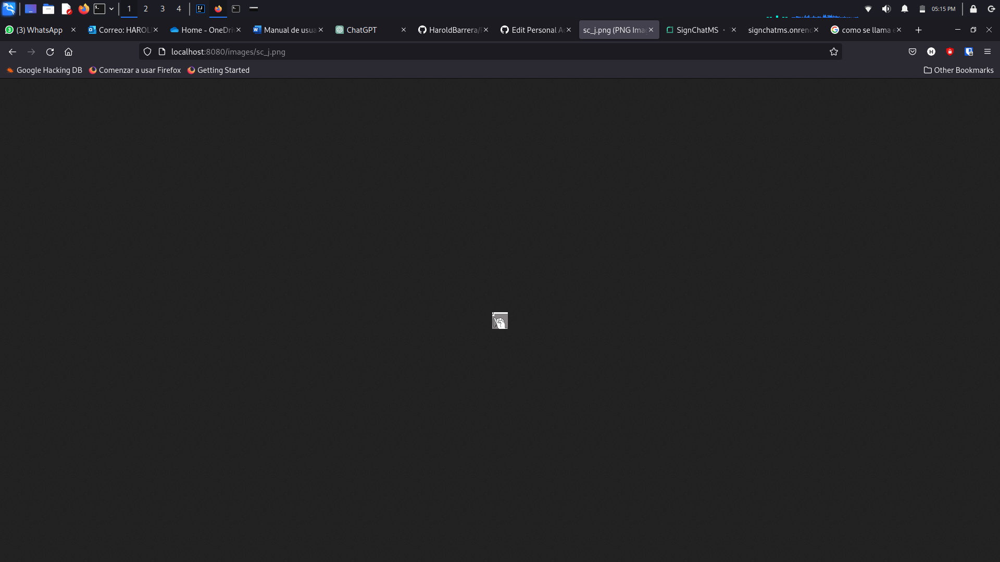 1 2 3 4 05:15 PM
(3) WhatsApp Correo: HAROL Home - OneDri Manual de usua ChatGPT HaroldBarrera/ Edit Personal A sc_j.png (PNG Ima SignChatMS · signchatms.onren como se llama
localhost:8080/images/sc_j.png
Google Hacking DB Comenzar a usar Firefox Getting Started Other Bookmarks